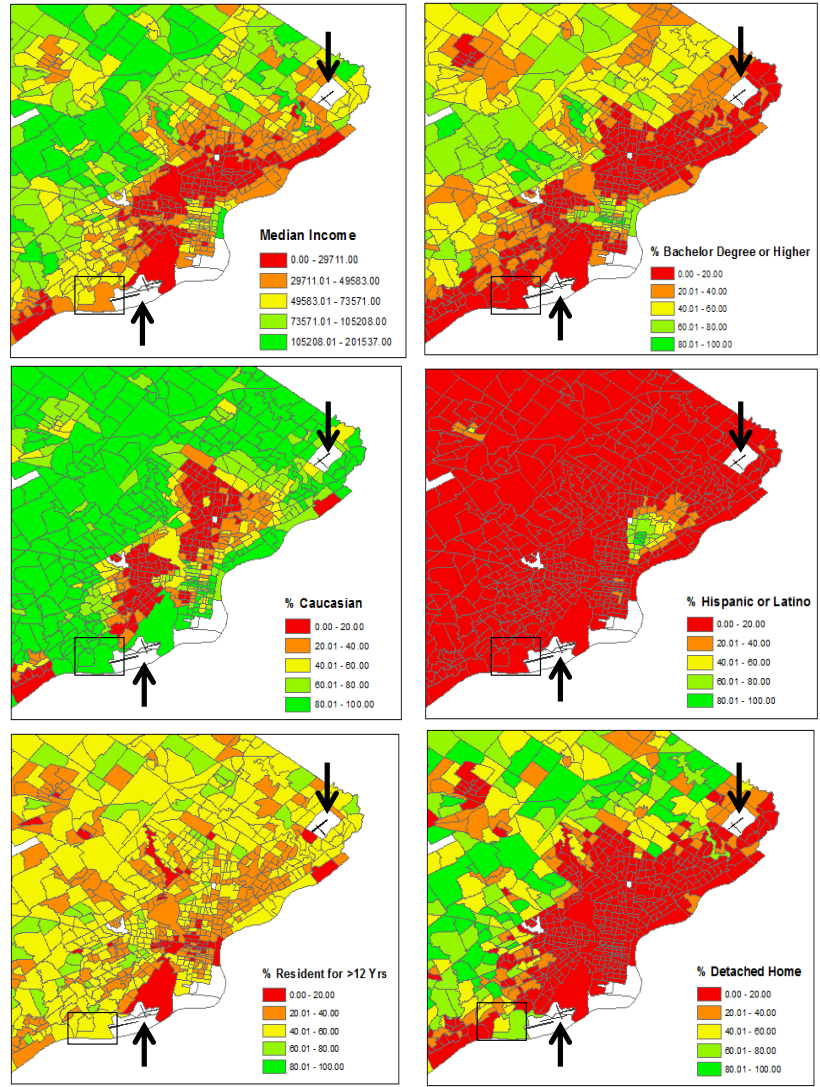 Median Income
0.00 - 29711.00
29711.01 - 49583.00
49583.01 - 73571.00
73571.01 - 105208.00
105208.01 - 201537.00
% Bachelor Degree or Higher
0.00 - 20.00
20.01 - 40.00
40.01 - 60.00
60.01 - 80.00
80.01 - 100.00
% Caucasian
0.00 - 20.00
20.01 - 40.00
40.01 - 60.00
60.01 - 80.00
80.01 - 100.00
% Hispanic or Latino
0.00 - 20.00
20.01 - 40.00
40.01 - 60.00
60.01 - 80.00
80.01 - 100.00
% Resident for >12 Yrs
0.00 - 20.00
20.01 - 40.00
40.01 - 60.00
60.01 - 80.00
80.01 - 100.00
% Detached Home
0.00 - 20.00
20.01 - 40.00
40.01 - 60.00
60.01 - 80.00
80.01 - 100.00